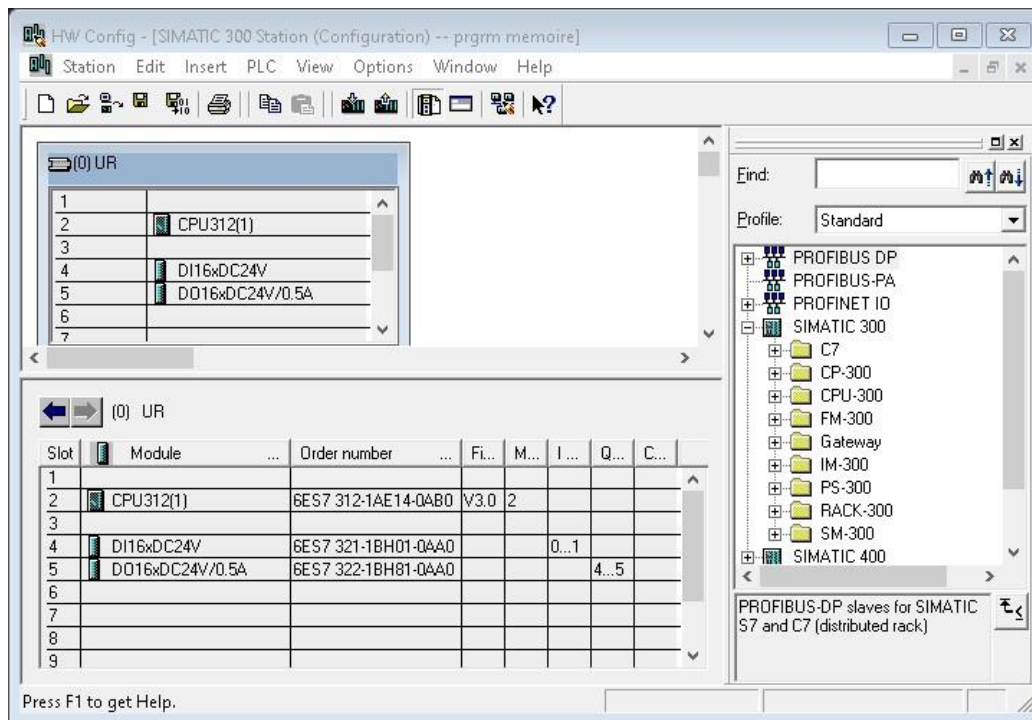 HW Config - [SIMATIC 300 Station (Configuration) -- prgrm memoire]
Station Edit Insert PLC View Options Window Help
(0) UR
1
2 CPU312(1)
3
4 DI16xDC24V
5 DO16xDC24V/0.5A
6
7
Find:
Profile: Standard
PROFIBUS DP
PROFIBUS-PA
PROFINET IO
SIMATIC 300
C7
CP-300
CPU-300
FM-300
Gateway
IM-300
PS-300
RACK-300
SM-300
SIMATIC 400
PROFIBUS-DP slaves for SIMATIC
S7 and C7 (distributed rack)
(0) UR
Slot Module ... Order number ... Fi... M... I ... Q... C...
1
2 CPU312(1) 6ES7 312-1AE14-0AB0 V3.0 2
3
4 DI16xDC24V 6ES7 321-1BH01-0AA0 0...1
5 DO16xDC24V/0.5A 6ES7 322-1BH81-0AA0 4...5
6
7
8
9
Press F1 to get Help.